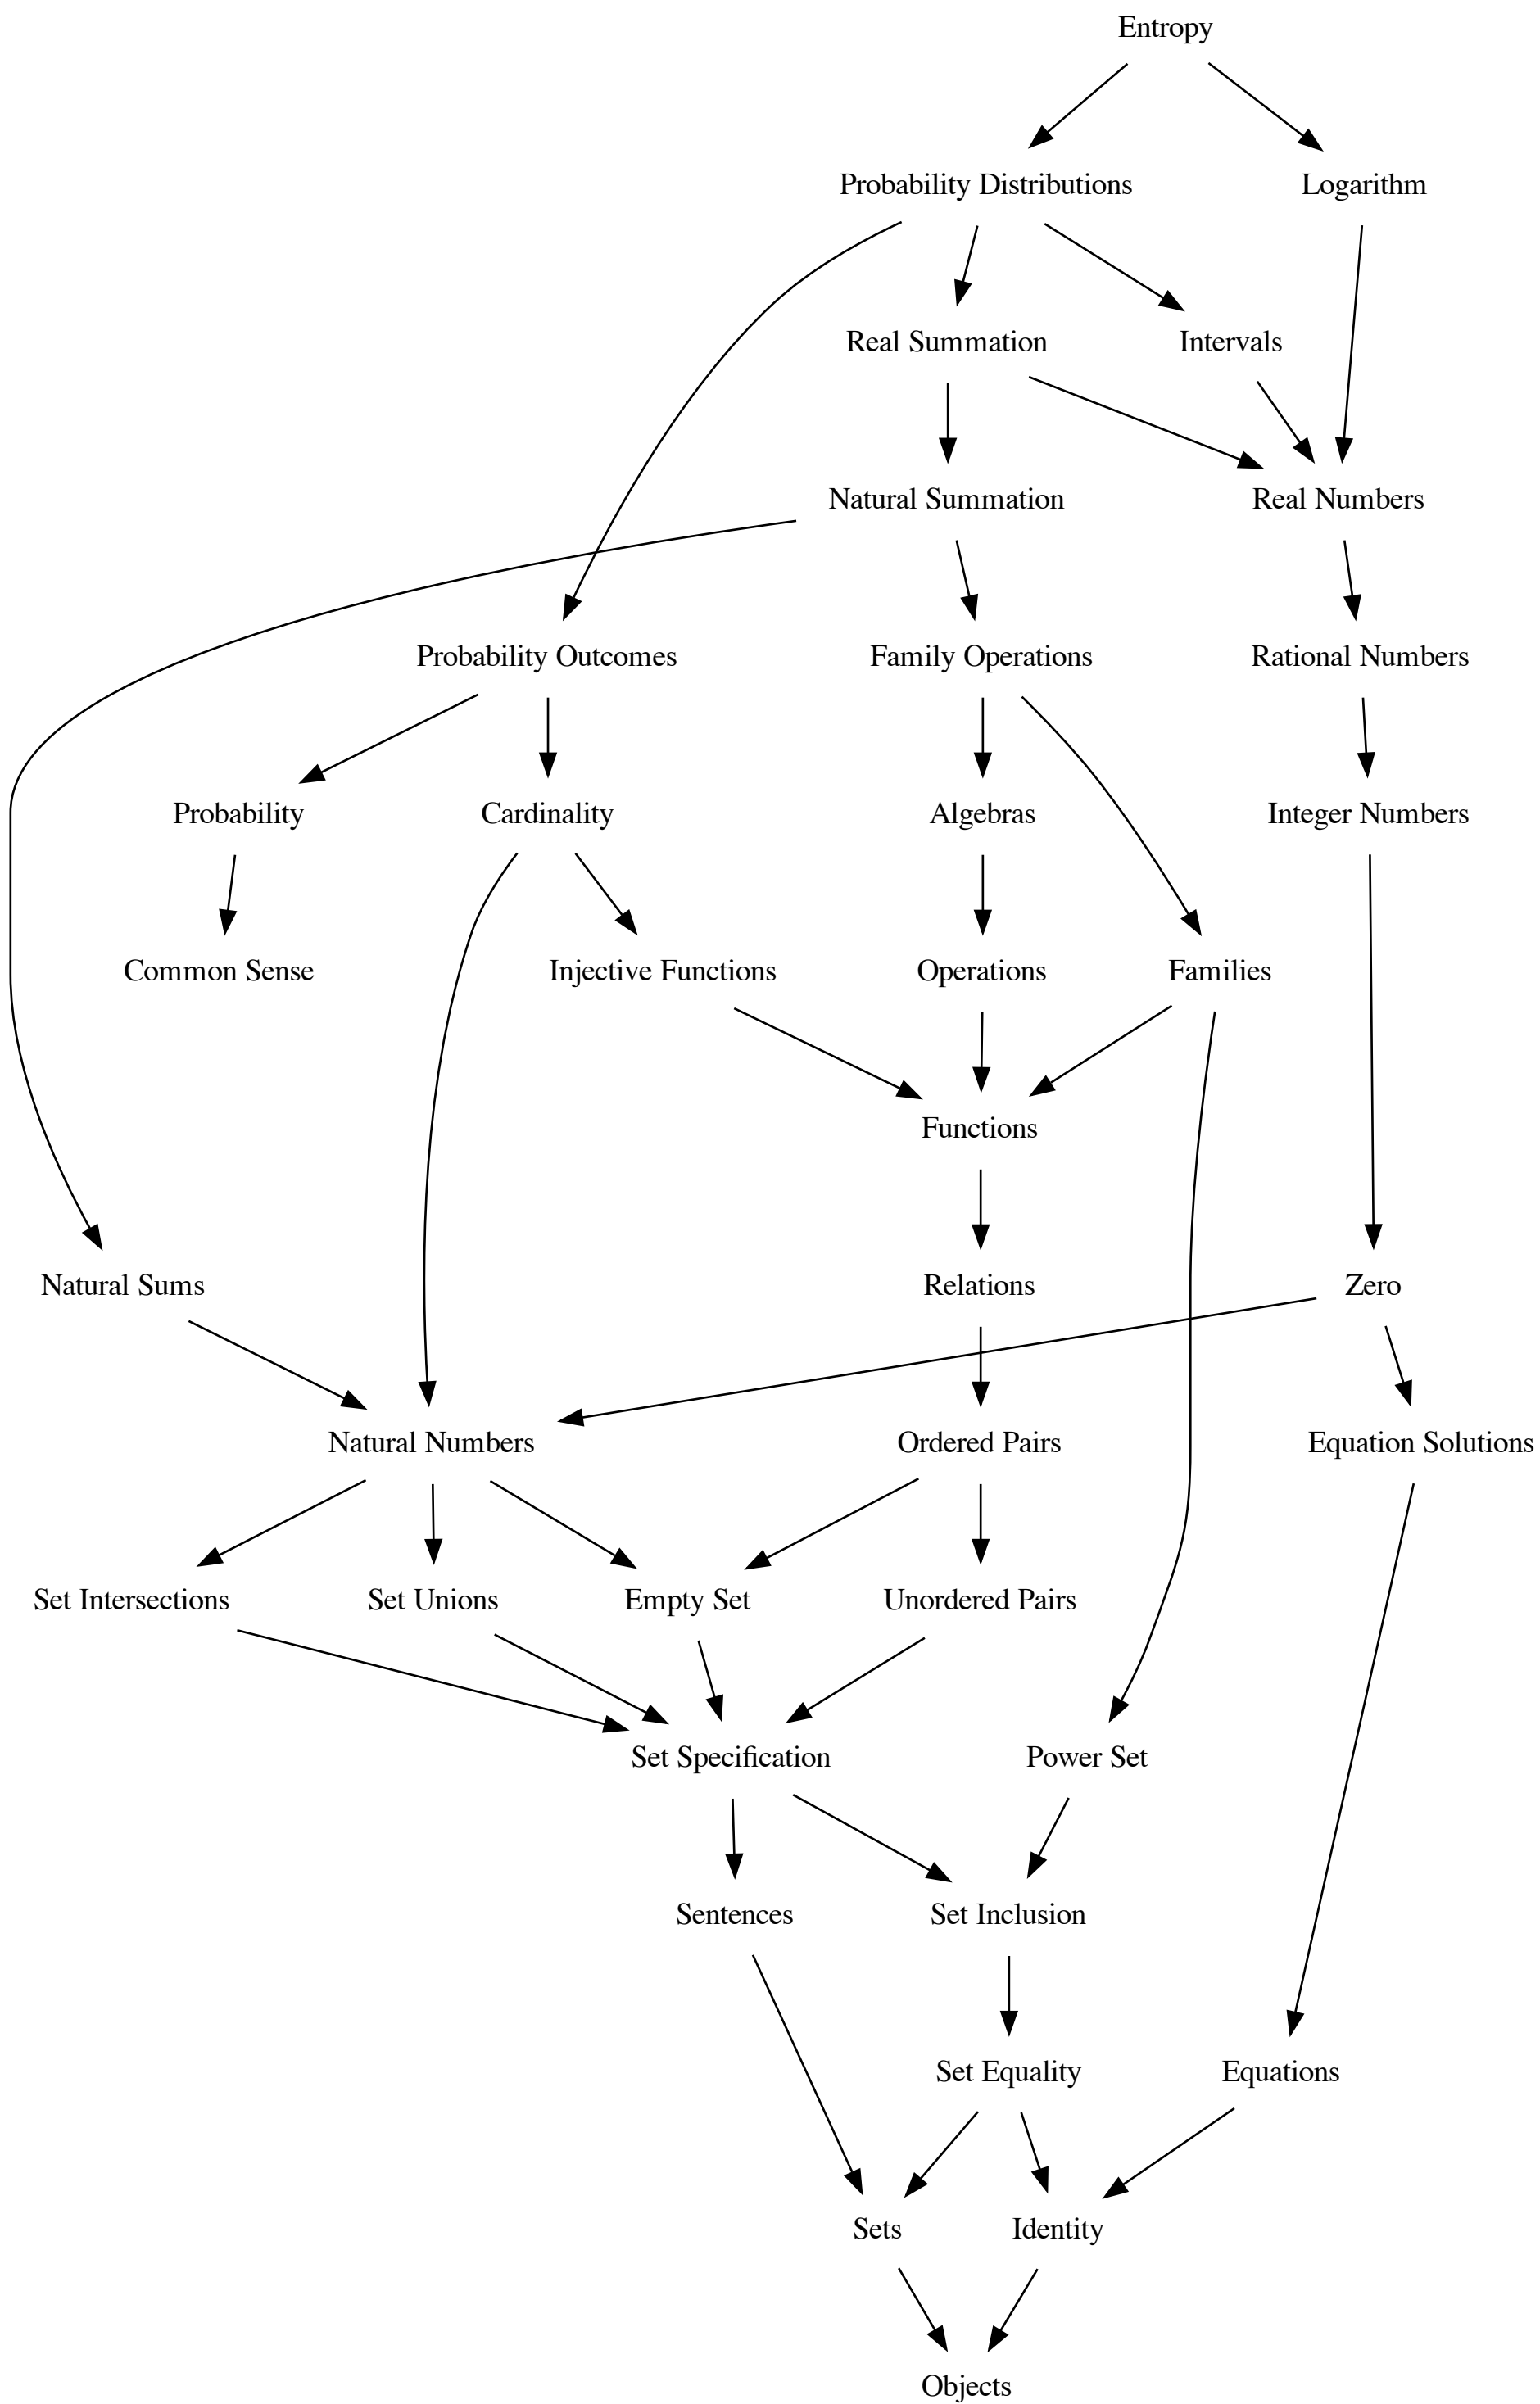 Entropy
Probability Distributions
Logarithm
Real Summation
Intervals
Natural Summation
Real Numbers
Probability Outcomes
Family Operations
Rational Numbers
Probability
Cardinality
Algebras
Integer Numbers
Common Sense
Injective Functions
Operations
Families
Functions
Natural Sums
Relations
Zero
Natural Numbers
Ordered Pairs
Equation Solutions
Set Intersections
Set Unions
Empty Set
Unordered Pairs
Set Specification
Power Set
Sentences
Set Inclusion
Set Equality
Equations
Sets
Identity
Objects